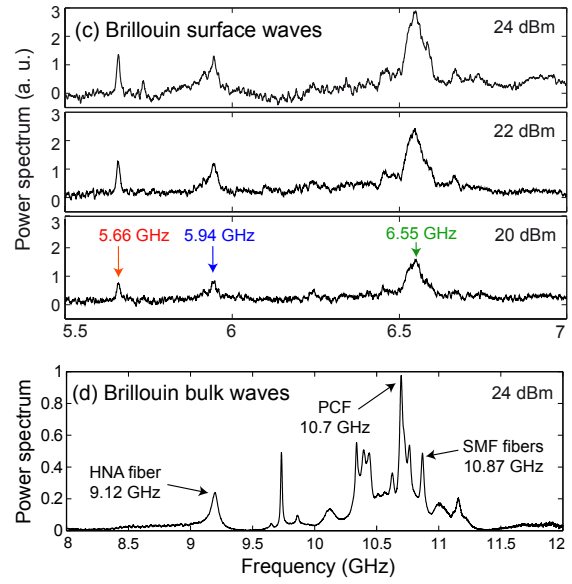 (c) Brillouin surface waves
24 dBm
3
2
1
0
22 dBm
3
2
1
0
20 dBm
3
2
1
0
5.66 GHz
5.94 GHz
6.55 GHz
Power spectrum (a. u.)
5.5
6
6.5
7
(d) Brillouin bulk waves
24 dBm
1
0.8
0.6
0.4
0.2
0
Power spectrum
PCF
10.7 GHz
SMF fibers
10.87 GHz
HNA fiber
9.12 GHz
8
8.5
9
9.5
10
10.5
11
11.5
12
Frequency (GHz)